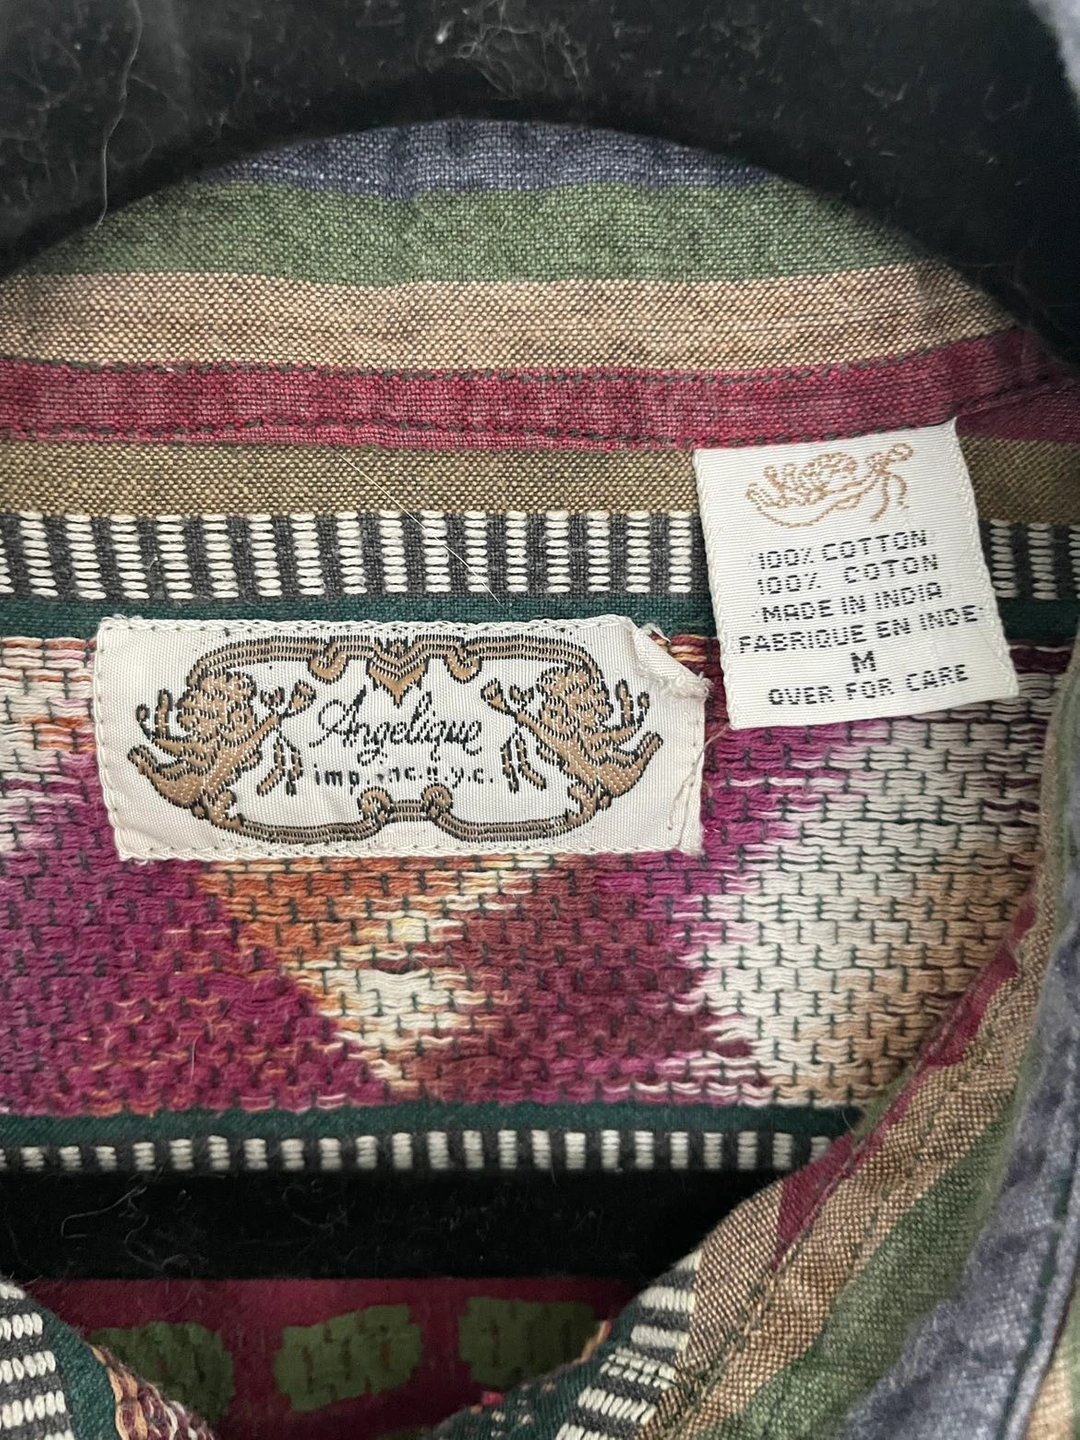 Angelique
imp. inc. n.y.c.
100% COTTON
100% COTON
MADE IN INDIA
FABRIQUE EN INDE
M
OVER FOR CARE